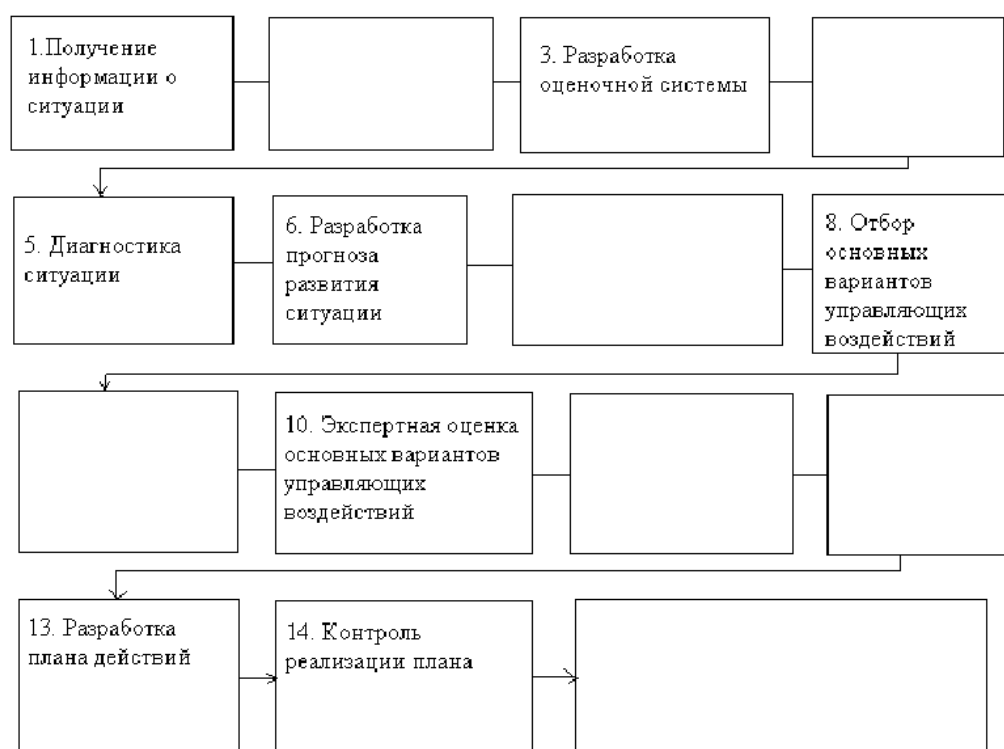 1.Получение
информации о
ситуации
3. Разработка
оценочной системы
5. Диагностика
ситуации
6. Разработка
прогноза
развития
ситуации
8. Отбор
основных
вариантов
управляющих
воздействий
10. Экспертная оценка
основных вариантов
управляющих
воздействий
13. Разработка
плана действий
14. Контроль
реализации плана